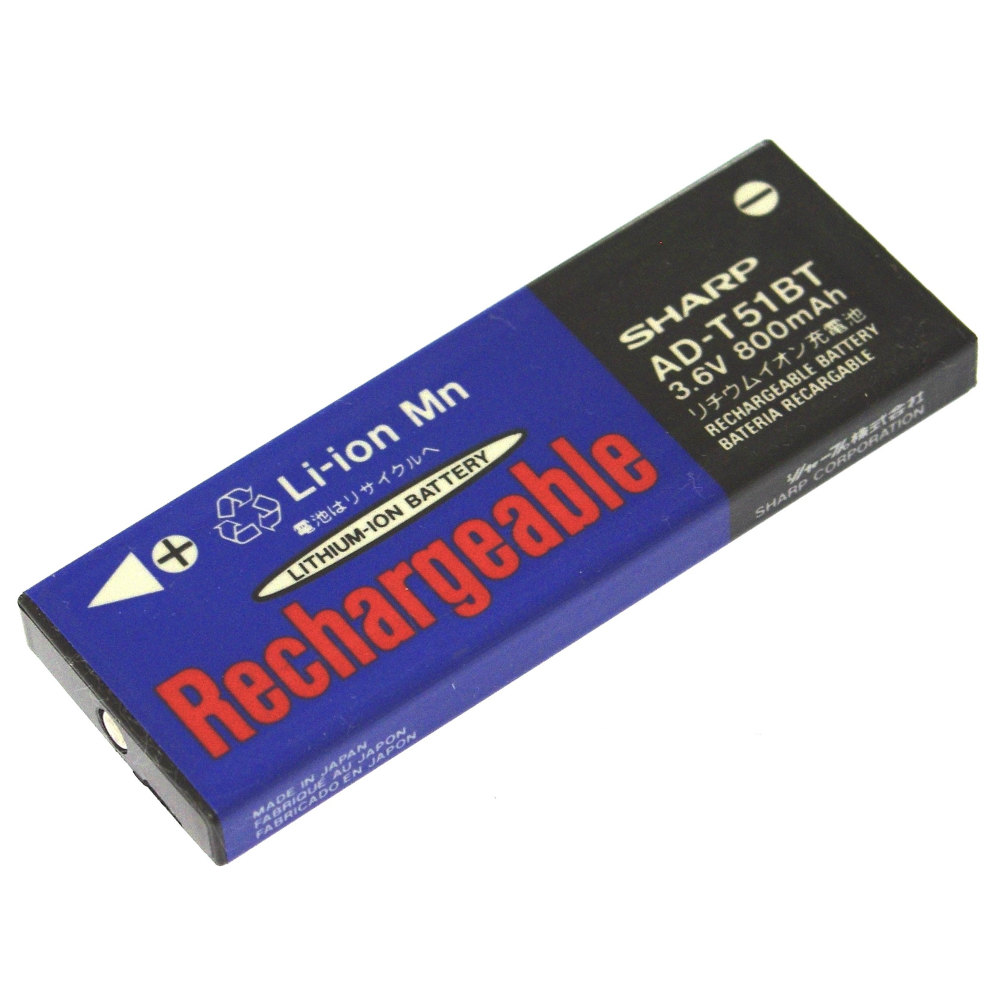 SHARP
AD-T51BT
3.6V 800mAh
リチウムイオン充電池
RECHARGEABLE BATTERY
BATERIA RECARGABLE
Li-ion Mn
電池はリサイクルへ
LITHIUM-ION BATTERY
Rechargeable
シャープ株式会社
SHARP CORPORATION
MADE IN JAPAN
FABRIQUÉ AU JAPON
FABRICADO EN JAPON